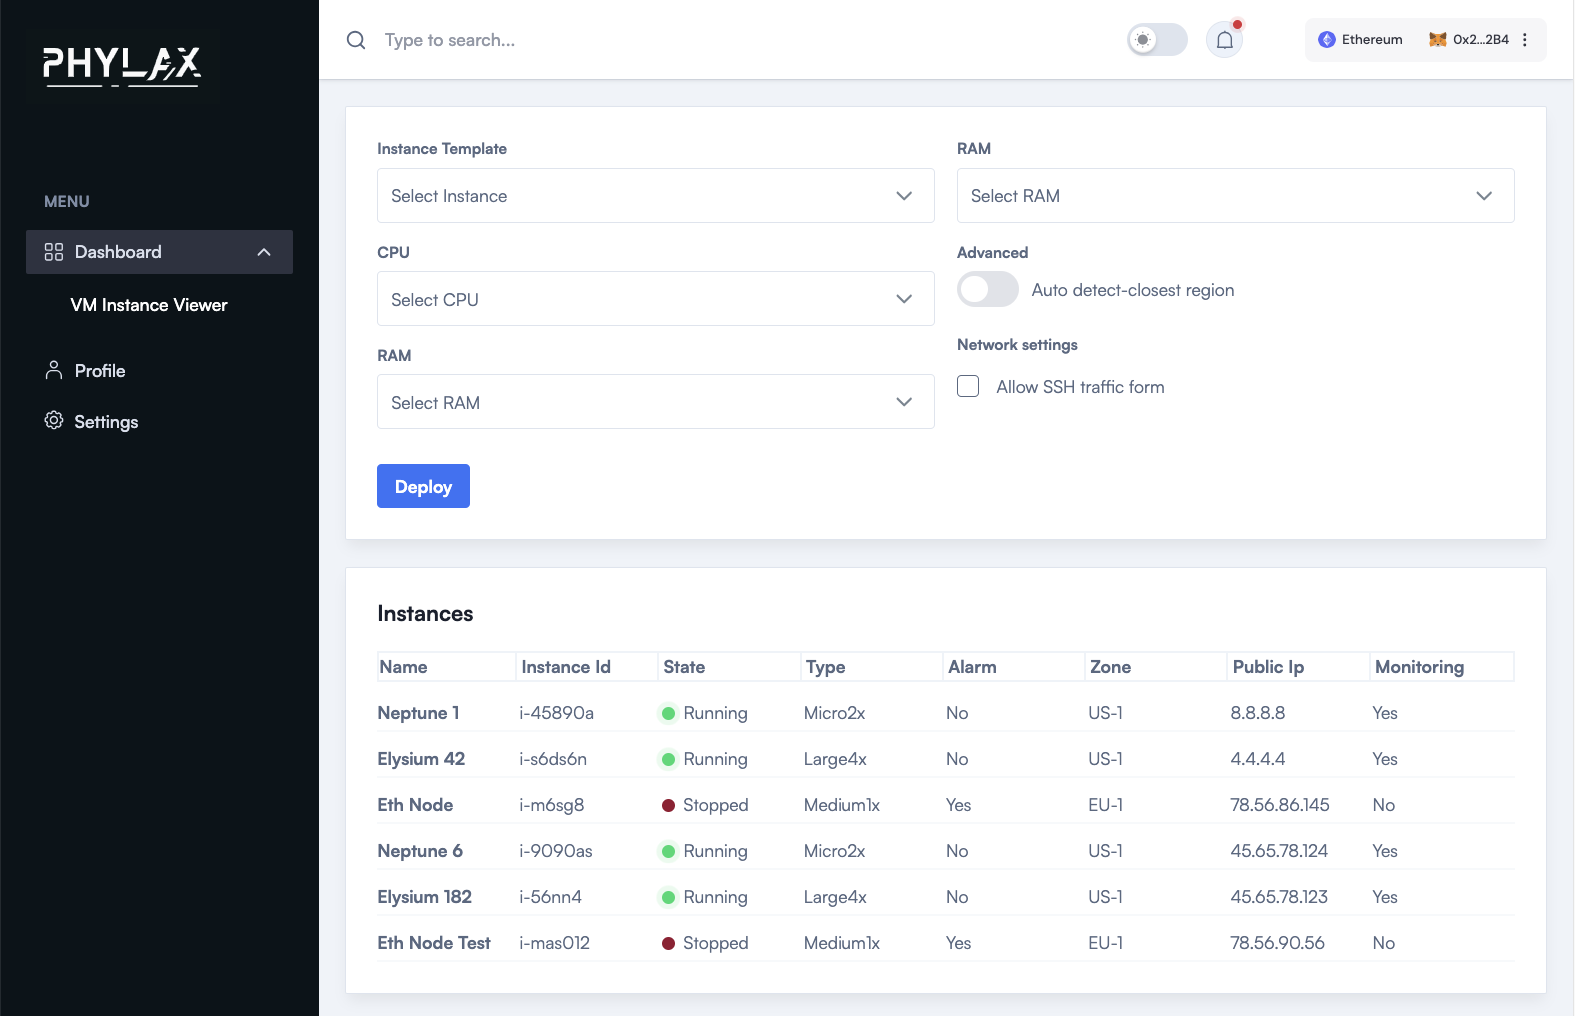 PHYLAX
Type to search...
Ethereum
0x2...2B4
MENU
Dashboard
VM Instance Viewer
Profile
Settings
Instance Template
Select Instance
CPU
Select CPU
RAM
Select RAM
Deploy
RAM
Select RAM
Advanced
Auto detect-closest region
Network settings
Allow SSH traffic form
Instances
Name Instance Id State Type Alarm Zone Public Ip Monitoring
Neptune 1 i-45890a Running Micro2x No US-1 8.8.8.8 Yes
Elysium 42 i-s6ds6n Running Large4x No US-1 4.4.4.4 Yes
Eth Node i-m6sg8 Stopped Medium1x Yes EU-1 78.56.86.145 No
Neptune 6 i-9090as Running Micro2x No US-1 45.65.78.124 Yes
Elysium 182 i-56nn4 Running Large4x No US-1 45.65.78.123 Yes
Eth Node Test i-mas012 Stopped Medium1x Yes EU-1 78.56.90.56 No